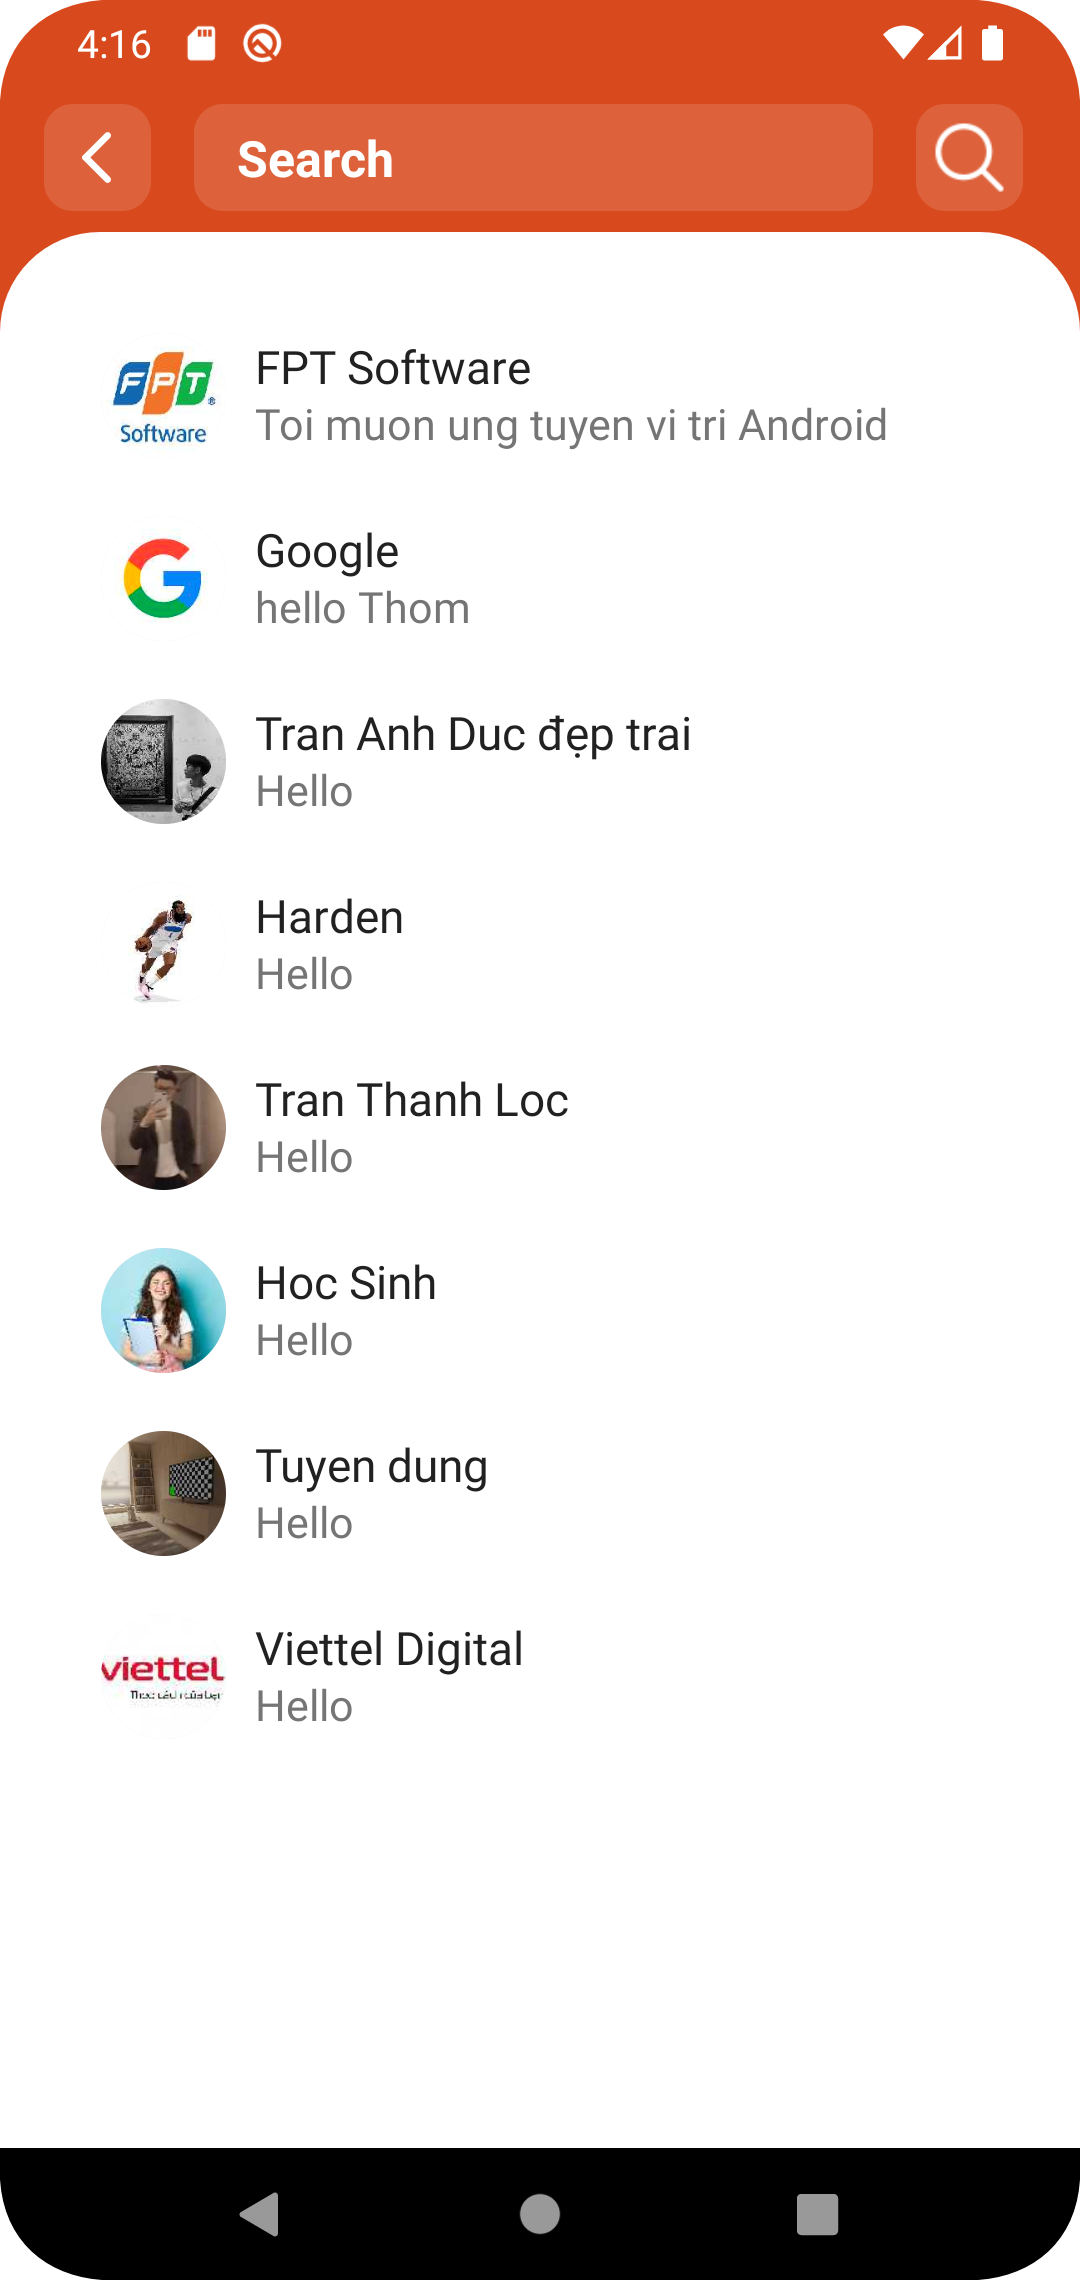 4:16
Search
FPT Software
FPT
Software
Toi muon ung tuyen vi tri Android
Google
hello Thom
Tran Anh Duc đẹp trai
Hello
Harden
Hello
Tran Thanh Loc
Hello
Hoc Sinh
Hello
Tuyen dung
Hello
Viettel Digital
viettel
Hello